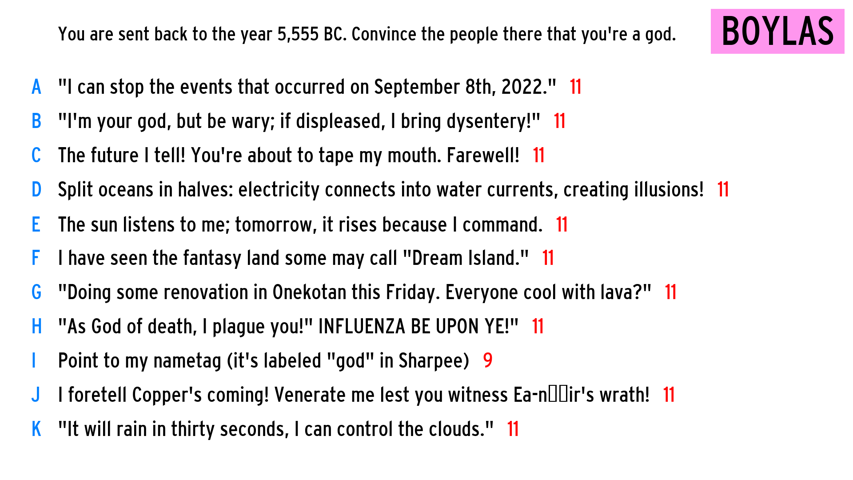 You are sent back to the year 5,555 BC. Convince the people there that you're a god.
BOYLAS
A "I can stop the events that occurred on September 8th, 2022." 11
B "I'm your god, but be wary; if displeased, I bring dysentery!" 11
C The future I tell! You're about to tape my mouth. Farewell! 11
D Split oceans in halves: electricity connects into water currents, creating illusions! 11
E The sun listens to me; tomorrow, it rises because I command. 11
F I have seen the fantasy land some may call "Dream Island." 11
G "Doing some renovation in Onekotan this Friday. Everyone cool with lava?" 11
H "As God of death, I plague you!" INFLUENZA BE UPON YE!" 11
I Point to my nametag (it's labeled "god" in Sharpee) 9
J I foretell Copper's coming! Venerate me lest you witness Ea-n▯▯ir's wrath! 11
K "It will rain in thirty seconds, I can control the clouds." 11